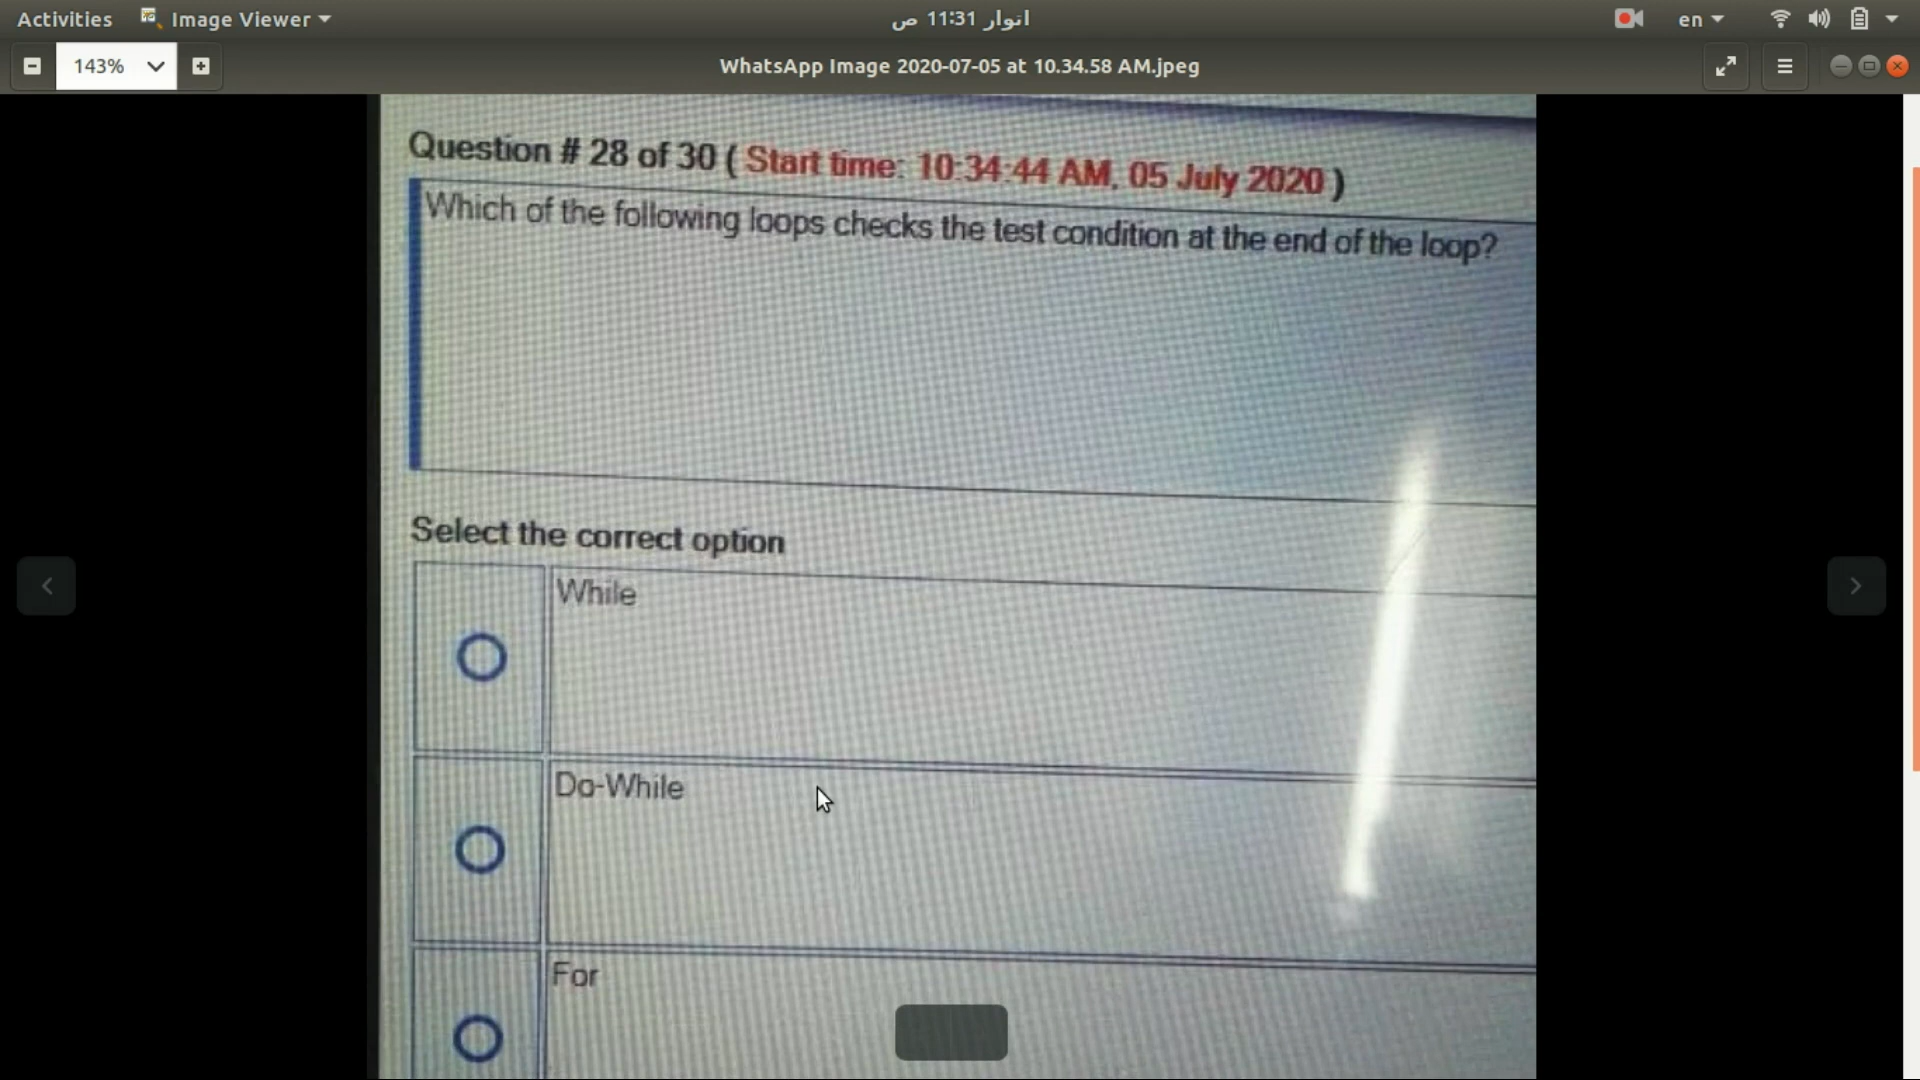 Activities
Image Viewer
اتوار 11:31 ص
en
143%
WhatsApp Image 2020-07-05 at 10.34.58 AM.jpeg
Question # 28 of 30 ( Start time: 10:34:44 AM, 05 July 2020 )
Which of the following loops checks the test condition at the end of the loop?
Select the correct option
While
Do-While
For